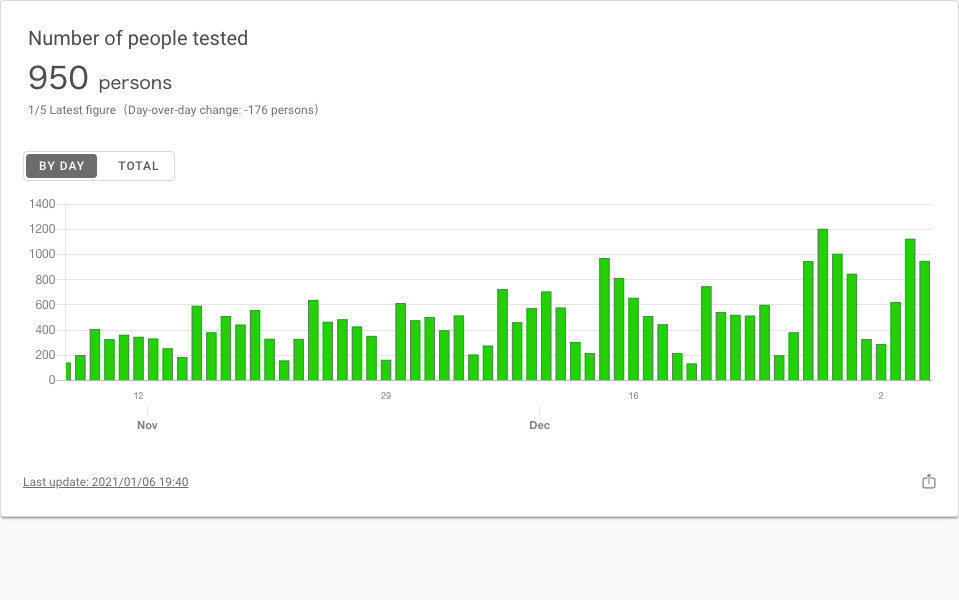 Number of people tested
950 persons
1/5 Latest figure（Day-over-day change: -176 persons）
BY DAY TOTAL
1400
1200
1000
800
600
400
200
0
12 29 16 2
Nov Dec
Last update: 2021/01/06 19:40